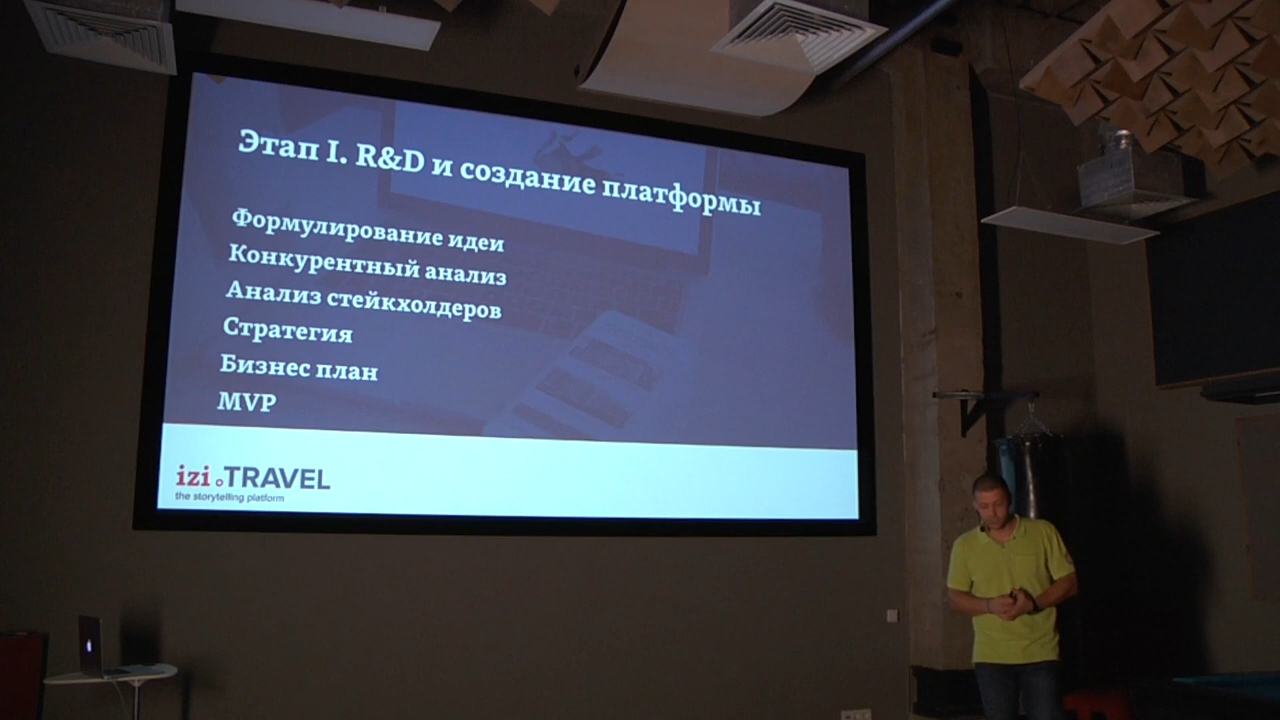 Этап I. R&D и создание платформы
Формулирование идеи
Конкурентный анализ
Анализ стейкхолдеров
Стратегия
Бизнес план
MVP
izi.TRAVEL
the storytelling platform